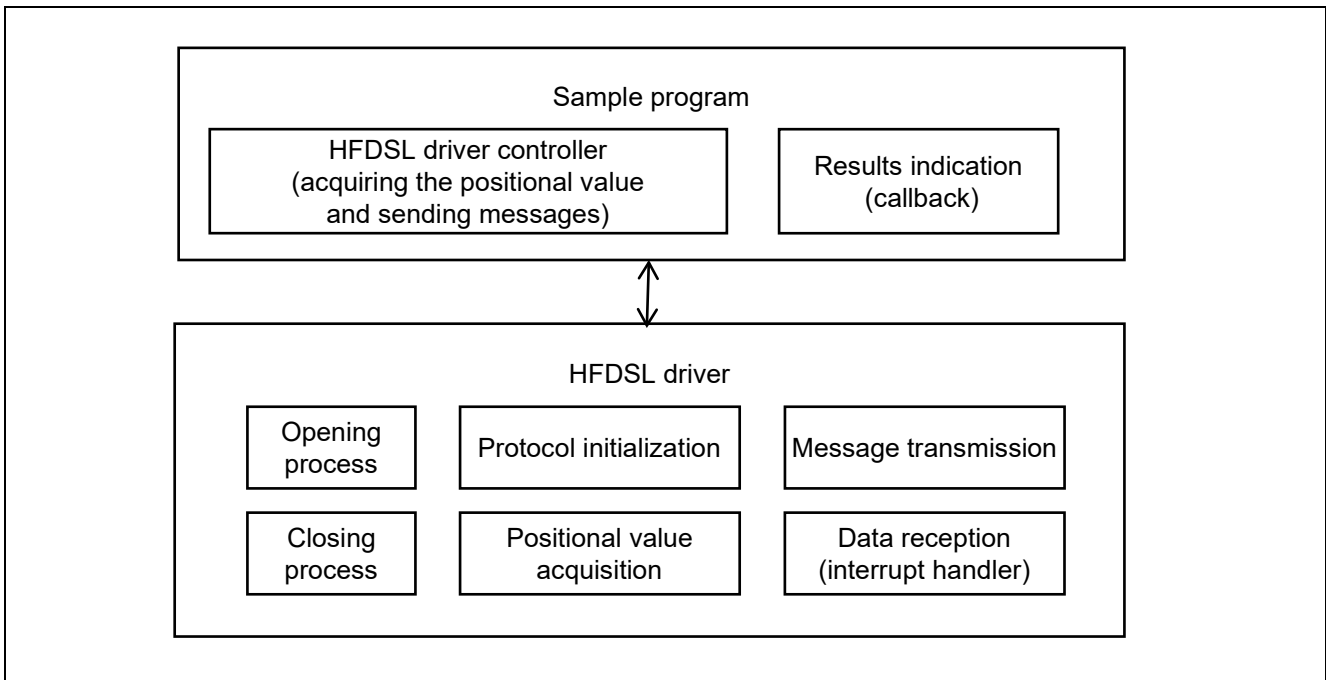 Sample program
HFDSL driver controller
(acquiring the positional value
and sending messages)
Results indication
(callback)
HFDSL driver
Opening
process
Protocol initialization
Message transmission
Closing
process
Positional value
acquisition
Data reception
(interrupt handler)